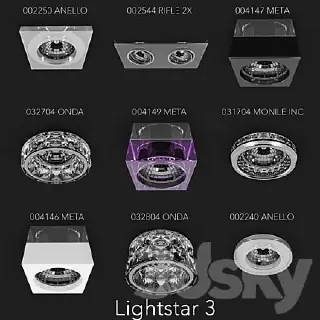 002250 ANELLO 002544 RIFLE 2X 004147 META
032704 ONDA 004149 META 031704 MONILE INC
004146 META 032804 ONDA 002240 ANELLO
Lightstar 3